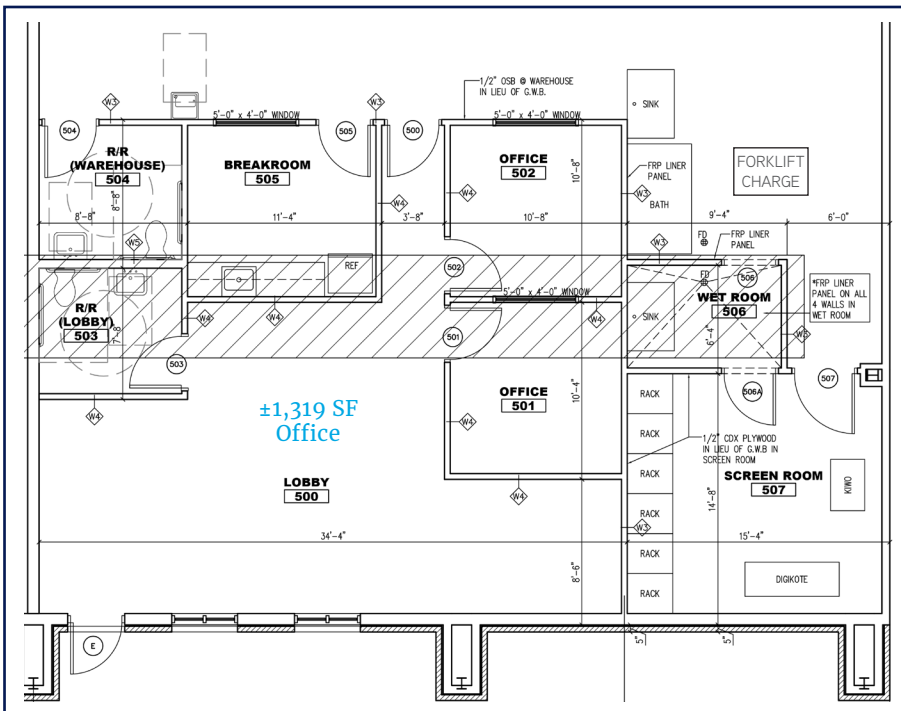 1/2" OSB @ WAREHOUSE
IN LIEU OF G.W.B.
W3
W3
5'-0" x 4'-0" WINDOW
5'-0" x 4'-0" WINDOW
SINK
504
505
500
R/R
(WAREHOUSE)
504
BREAKROOM
505
OFFICE
502
10'-8"
FRP LINER
PANEL
FORKLIFT
CHARGE
8'-8"
W4
W3
BATH
8'-8"
11'-4"
W4
3'-8"
10'-8"
9'-4"
6'-0"
W5
W3
FD
FRP LINER
PANEL
REF
502
FD
506
5'-0" x 4'-0" WINDOW
WET ROOM
506
*FRP LINER
PANEL ON ALL
4 WALLS IN
WET ROOM
R/R
(LOBBY)
503
7'-8"
W4
W4
W4
SINK
6'-4"
W3
501
503
507
506A
OFFICE
501
10'-4"
RACK
W4
W4
±1,319 SF
Office
RACK
1/2" CDX PLYWOOD
IN LIEU OF G.W.B IN
SCREEN ROOM
RACK
SCREEN ROOM
507
KIWO
LOBBY
500
W4
14'-8"
RACK
W3
34'-4"
15'-4"
RACK
8'-6"
RACK
DIGIKOTE
E
5"
5"